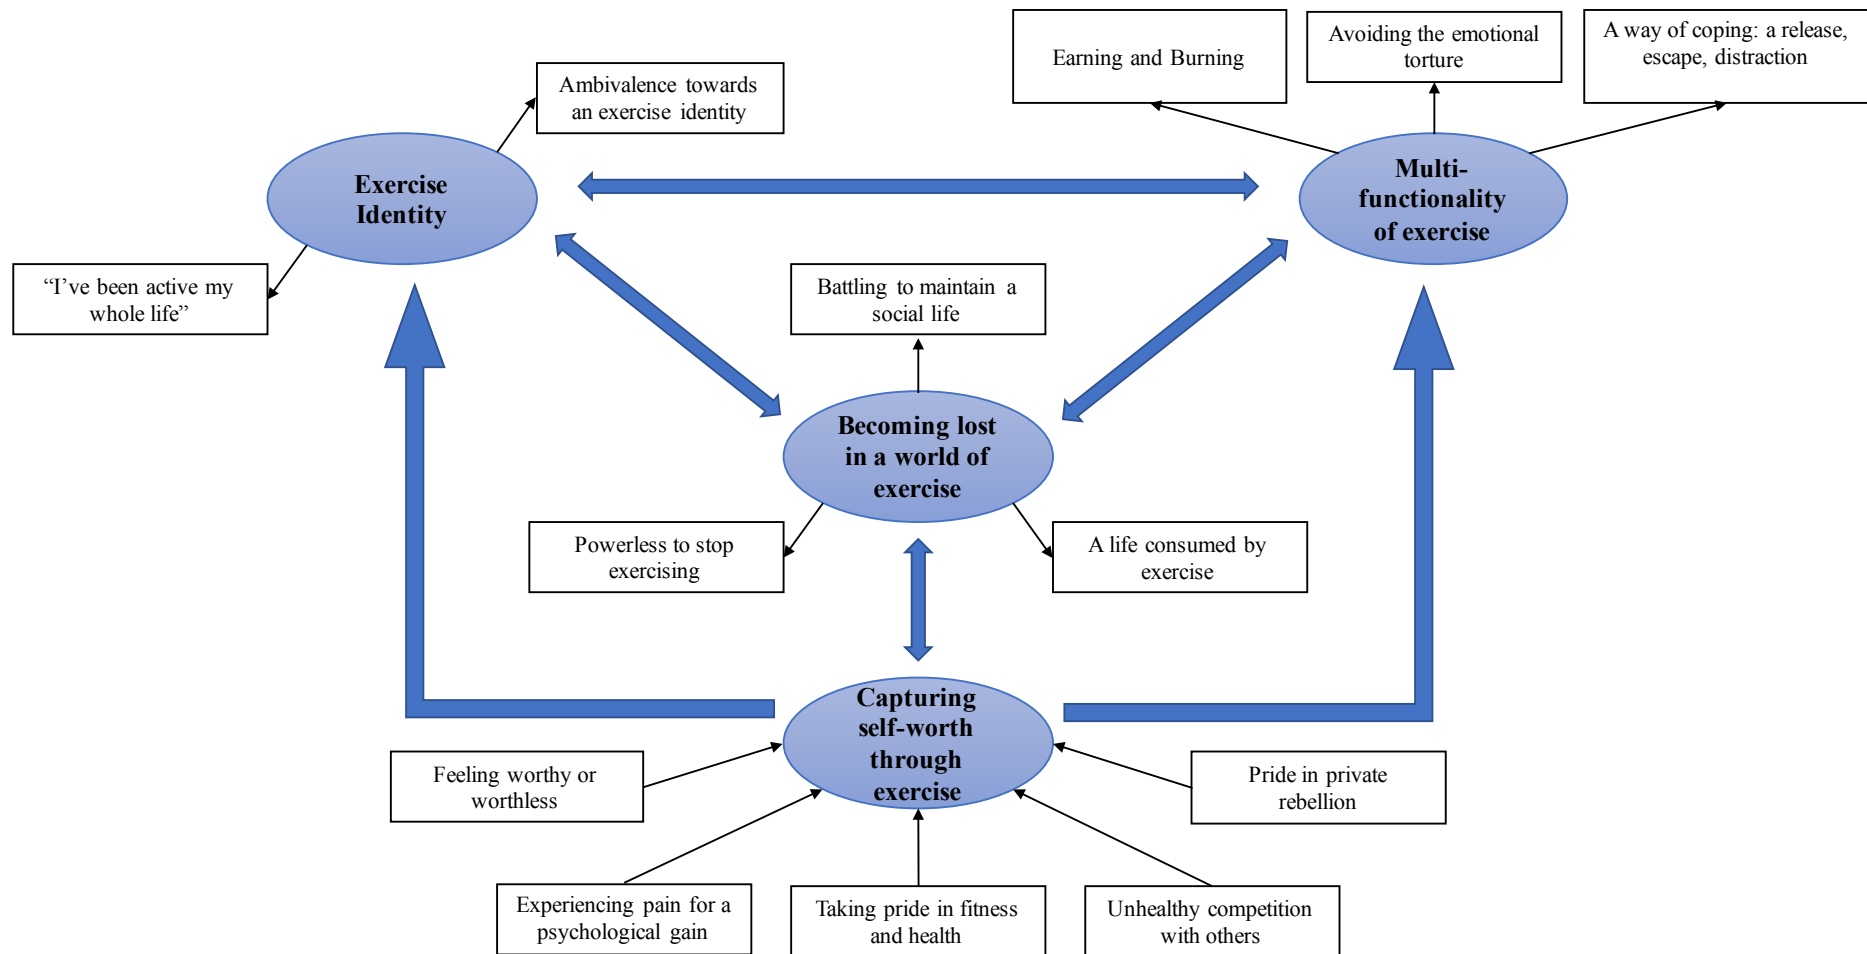 Earning and Burning
Avoiding the emotional
torture
A way of coping: a release,
escape, distraction
Ambivalence towards
an exercise identity
Exercise
Identity
Multi-
functionality
of exercise
“I’ve been active my
whole life”
Battling to maintain a
social life
Becoming lost
in a world of
exercise
Powerless to stop
exercising
A life consumed by
exercise
Capturing
self-worth
through
exercise
Feeling worthy or
worthless
Pride in private
rebellion
Experiencing pain for a
psychological gain
Taking pride in fitness
and health
Unhealthy competition
with others